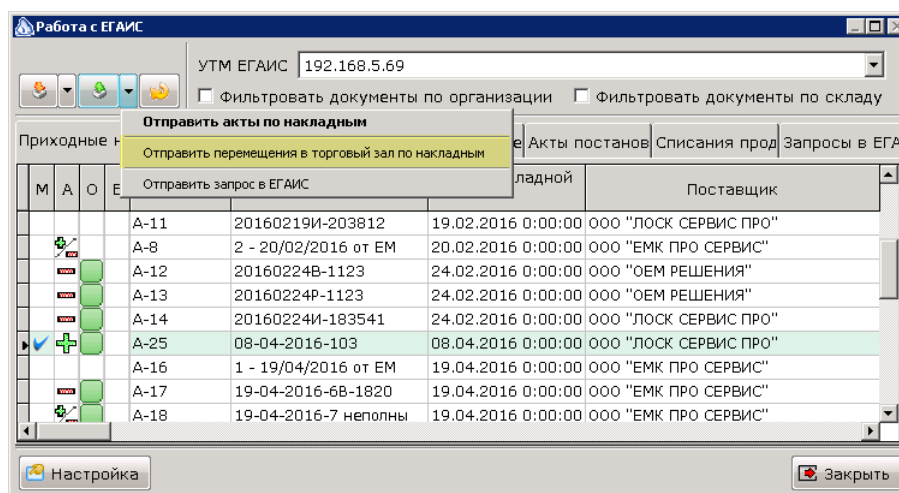 Работа с ЕГАИС
УТМ ЕГАИС 192.168.5.69
Фильтровать документы по организации Фильтровать документы по складу
Отправить акты по накладным
Отправить перемещения в торговый зал по накладным
Отправить запрос в ЕГАИС
Приходные н е Акты постанов Списания прод Запросы в ЕГА
М А О Е ладной Поставщик
А-11 20160219И-203812 19.02.2016 0:00:00 ООО "ЛОСК СЕРВИС ПРО"
А-8 2 - 20/02/2016 от ЕМ 20.02.2016 0:00:00 ООО "ЕМК ПРО СЕРВИС"
А-12 20160224В-1123 24.02.2016 0:00:00 ООО "ОЕМ РЕШЕНИЯ"
А-13 20160224Р-1123 24.02.2016 0:00:00 ООО "ОЕМ РЕШЕНИЯ"
А-14 20160224И-183541 24.02.2016 0:00:00 ООО "ЛОСК СЕРВИС ПРО"
А-25 08-04-2016-103 08.04.2016 0:00:00 ООО "ЛОСК СЕРВИС ПРО"
А-16 1 - 19/04/2016 от ЕМ 19.04.2016 0:00:00 ООО "ЕМК ПРО СЕРВИС"
А-17 19-04-2016-6В-1820 19.04.2016 0:00:00 ООО "ЕМК ПРО СЕРВИС"
А-18 19-04-2016-7 неполны 19.04.2016 0:00:00 ООО "ЕМК ПРО СЕРВИС"
Настройка Закрыть